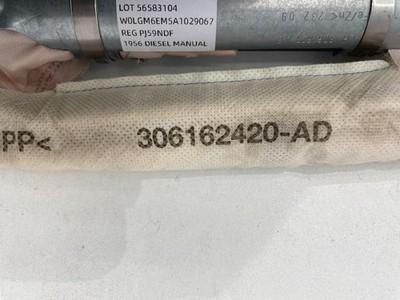 LOT 56583104
W0LGM6EM5A1029067
REG PJ59NDF
1956 DIESEL MANUAL
PP< 306162420-AD